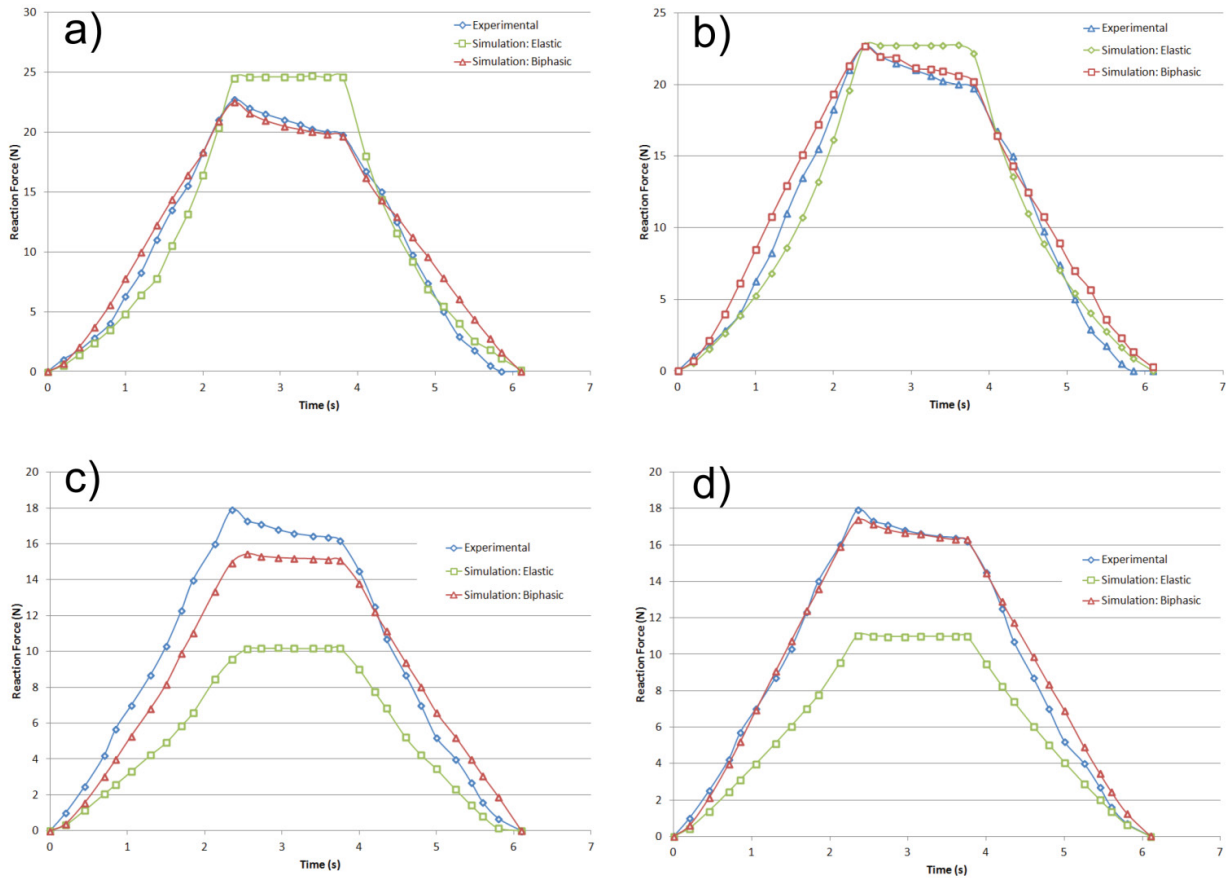 a)
30
25
20
15
10
5
0
0 1 2 3 4 5 6 7
Reaction Force (N)
Time (s)
Experimental
Simulation: Elastic
Simulation: Biphasic
b)
25
20
15
10
5
0
0 1 2 3 4 5 6 7
Reaction Force (N)
Time (s)
Experimental
Simulation: Elastic
Simulation: Biphasic
c)
20
18
16
14
12
10
8
6
4
2
0
0 1 2 3 4 5 6 7
Reaction Force (N)
Time (s)
Experimental
Simulation: Elastic
Simulation: Biphasic
d)
20
18
16
14
12
10
8
6
4
2
0
0 1 2 3 4 5 6 7
Reaction Force (N)
Time (s)
Experimental
Simulation: Elastic
Simulation: Biphasic